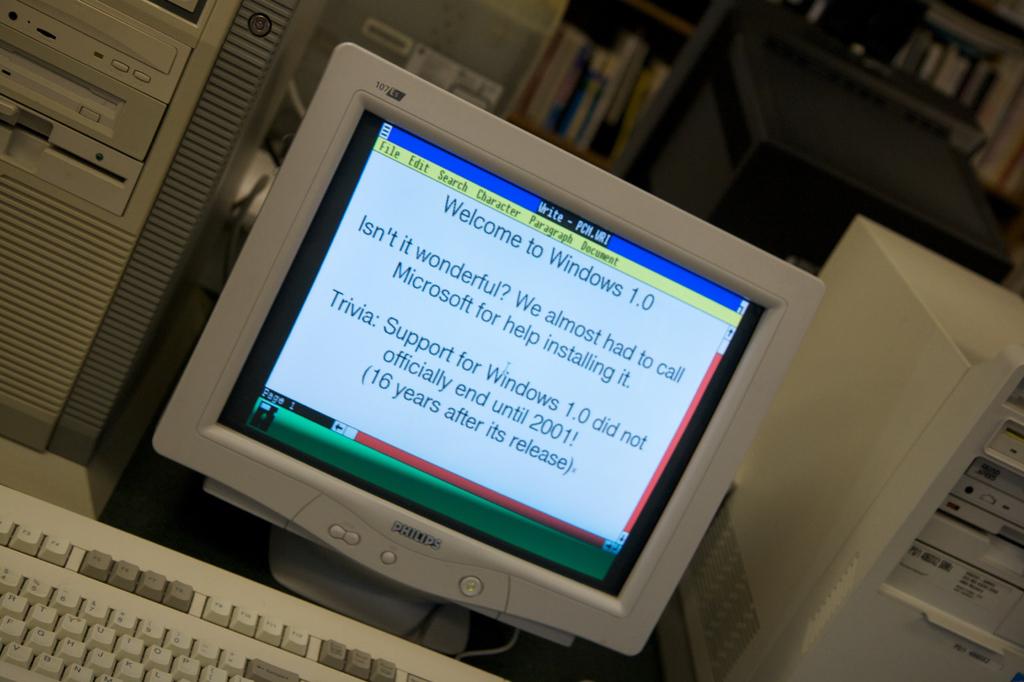 107E5
Write - PCN.WRI
File Edit Search Character Paragraph Document
Welcome to Windows 1.0
Isn't it wonderful? We almost had to call
Microsoft for help installing it.
Trivia: Support for Windows 1.0 did not
officially end until 2001!
(16 years after its release).
Page 1
PHILIPS